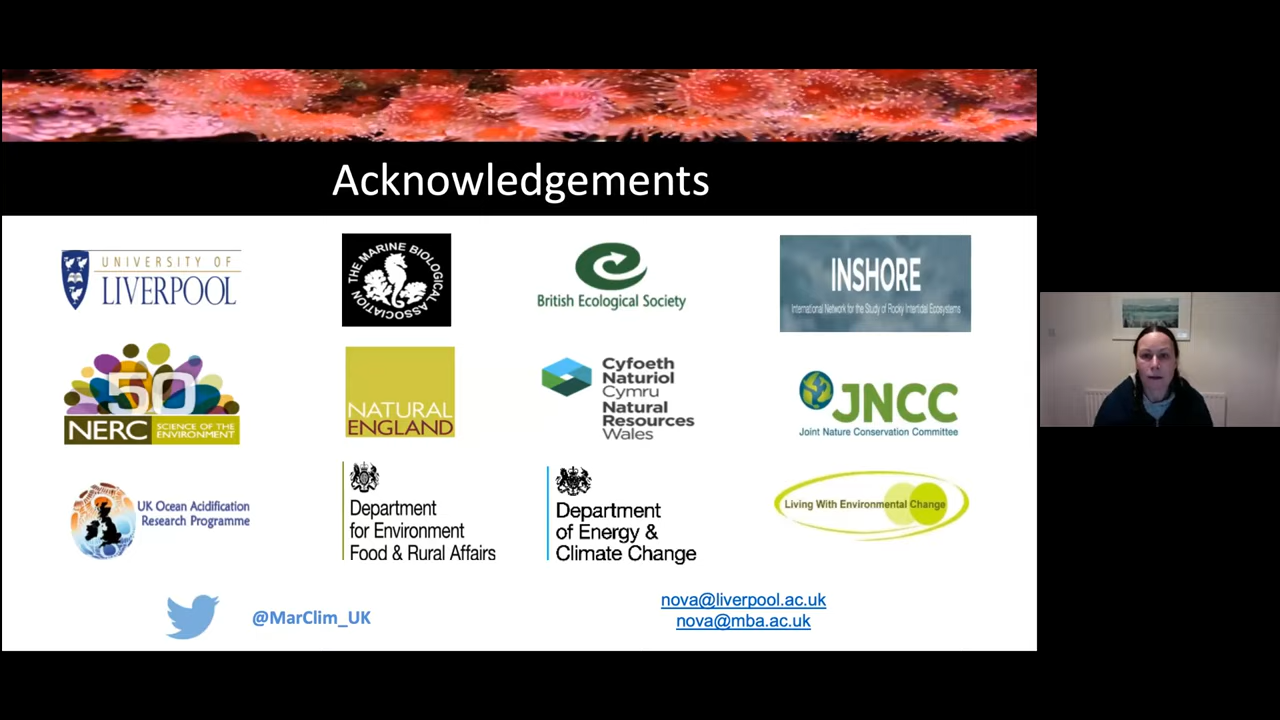 Acknowledgements
UNIVERSITY OF
LIVERPOOL
THE MARINE BIOLOGICAL ASSOCIATION
British Ecological Society
INSHORE
International Network for the Study of Rocky Intertidal Ecosystems
50
NERC SCIENCE OF THE
ENVIRONMENT
NATURAL
ENGLAND
Cyfoeth
Naturiol
Cymru
Natural
Resources
Wales
JNCC
Joint Nature Conservation Committee
UK Ocean Acidification
Research Programme
Department
for Environment
Food & Rural Affairs
Department
of Energy &
Climate Change
Living With Environmental Change
@MarClim_UK
nova@liverpool.ac.uk
nova@mba.ac.uk